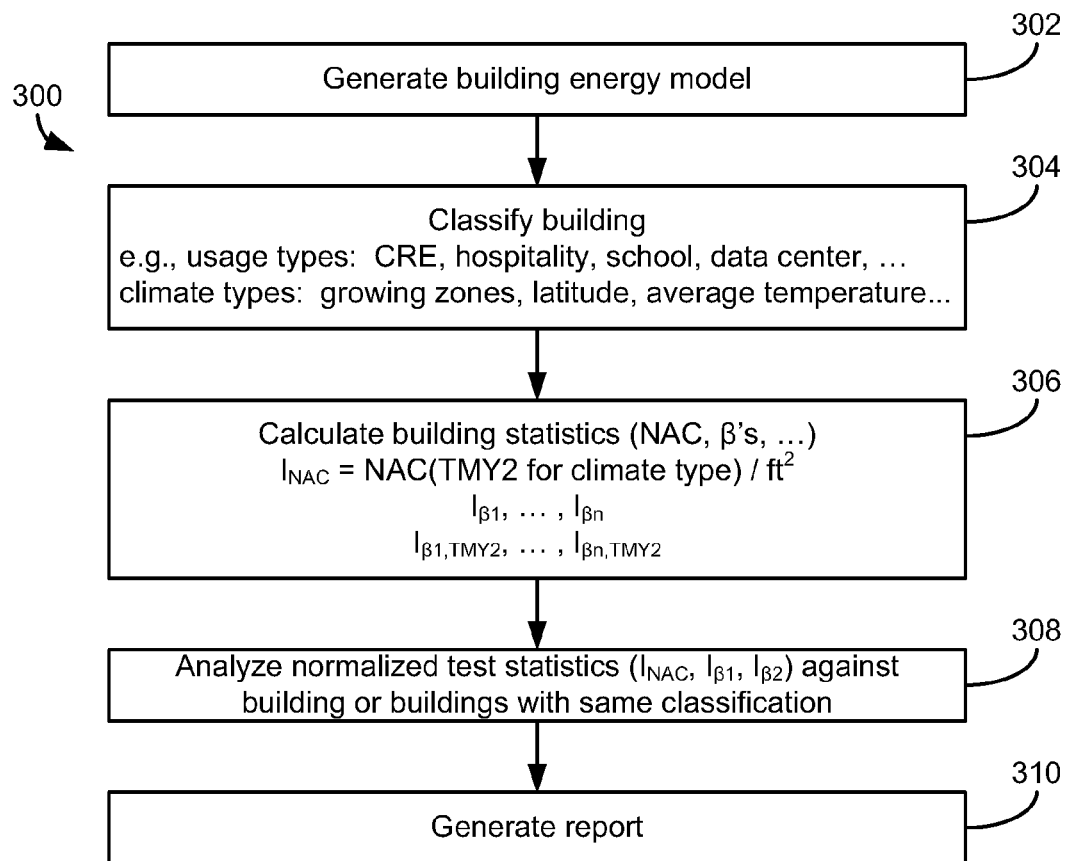 302
Generate building energy model
300
304
Classify building
e.g., usage types: CRE, hospitality, school, data center, …
climate types: growing zones, latitude, average temperature...
306
Calculate building statistics (NAC, β's, …)
I_NAC = NAC(TMY2 for climate type) / ft²
I_β1, … , I_βn
I_β1,TMY2, … , I_βn,TMY2
308
Analyze normalized test statistics (I_NAC, I_β1, I_β2) against
building or buildings with same classification
310
Generate report